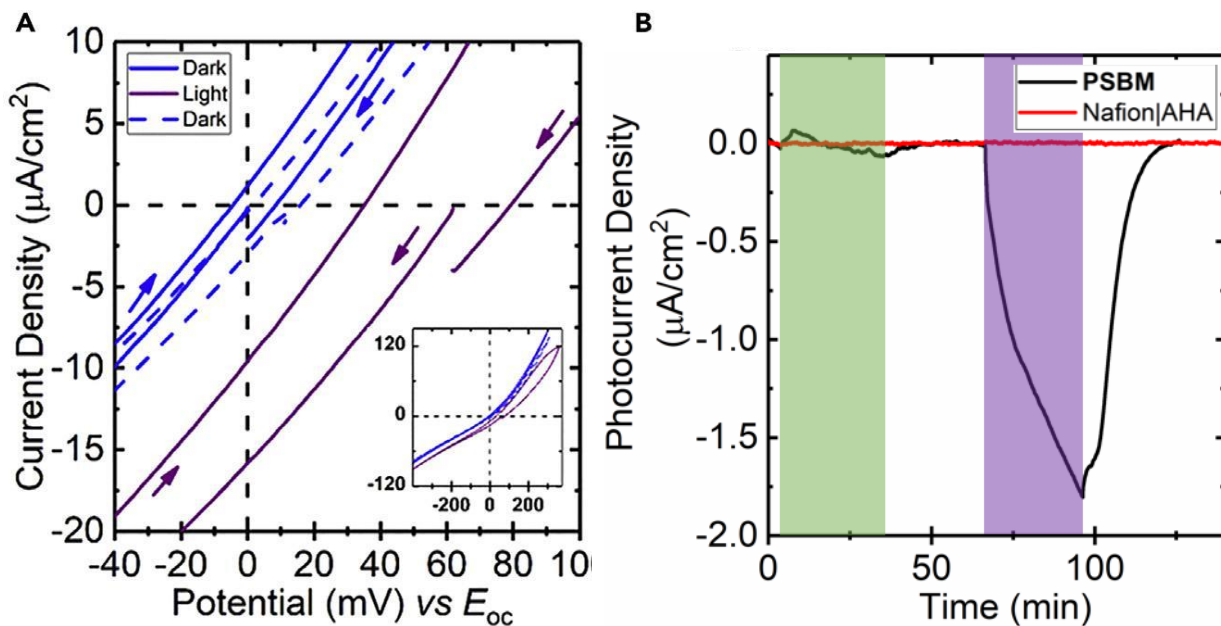 A
Current Density (μA/cm²)
10
5
0
-5
-10
-15
-20
Dark
Light
Dark
120
0
-120
-200 0 200
-40 -20 0 20 40 60 80 100
Potential (mV) vs Eoc
B
Photocurrent Density
(μA/cm²)
0.0
-0.5
-1.0
-1.5
-2.0
PSBM
Nafion|AHA
0 50 100
Time (min)